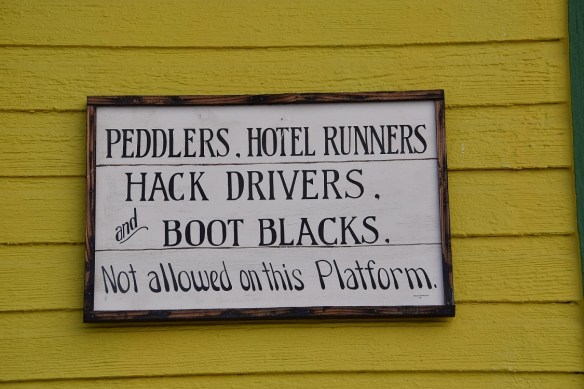 PEDDLERS, HOTEL RUNNERS
HACK DRIVERS,
and BOOT BLACKS.
Not allowed on this Platform.